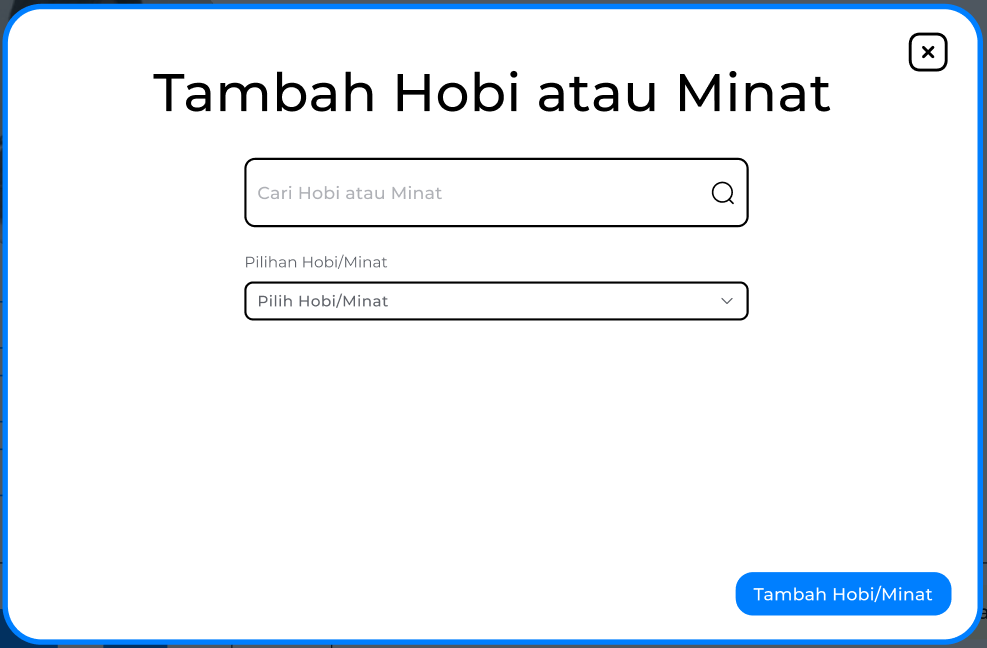 Tambah Hobi atau Minat
Cari Hobi atau Minat
Pilihan Hobi/Minat
Pilih Hobi/Minat
Tambah Hobi/Minat